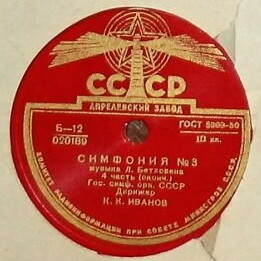 СССР
АПРЕЛЕВСКИЙ ЗАВОД
Б—12
020189
ГОСТ 5289-50
III кл.
СИМФОНИЯ №3
музыка Л. Бетховена
4 часть (оконч.)
Гос. симф. орк. СССР
Дирижер
К. К. ИВАНОВ
КОМИТЕТ РАДИОИНФОРМАЦИИ ПРИ СОВЕТЕ МИНИСТРОВ СССР